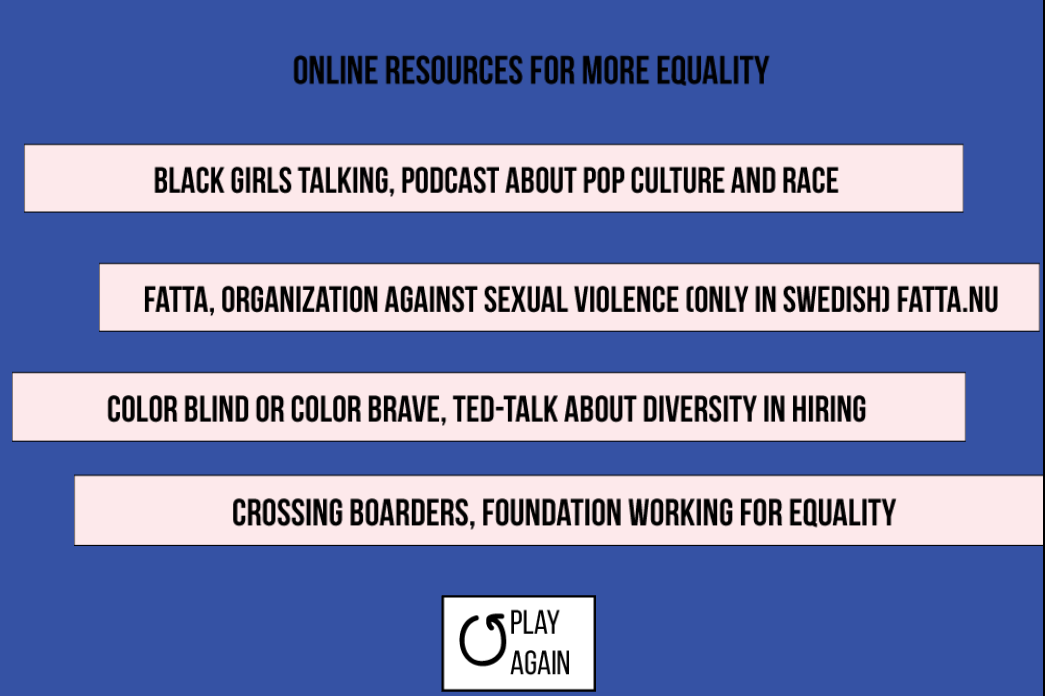 ONLINE RESOURCES FOR MORE EQUALITY
BLACK GIRLS TALKING, PODCAST ABOUT POP CULTURE AND RACE
FATTA, ORGANIZATION AGAINST SEXUAL VIOLENCE (ONLY IN SWEDISH) FATTA.NU
COLOR BLIND OR COLOR BRAVE, TED-TALK ABOUT DIVERSITY IN HIRING
CROSSING BOARDERS, FOUNDATION WORKING FOR EQUALITY
PLAY
AGAIN